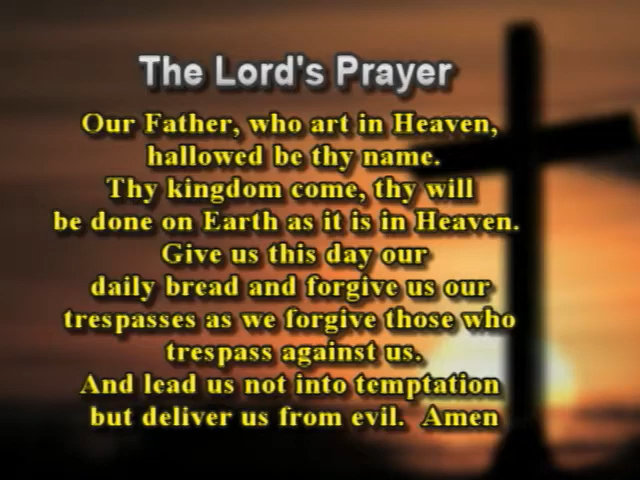 The Lord's Prayer
Our Father, who art in Heaven,
hallowed be thy name.
Thy kingdom come, thy will
be done on Earth as it is in Heaven.
Give us this day our
daily bread and forgive us our
trespasses as we forgive those who
trespass against us.
And lead us not into temptation
but deliver us from evil. Amen